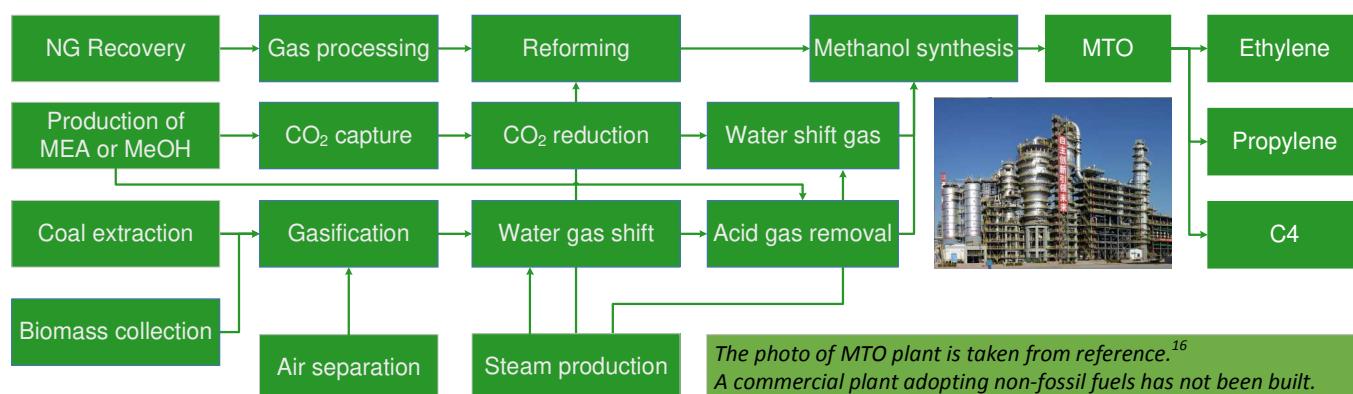 NG Recovery
Gas processing
Reforming
Methanol synthesis
MTO
Ethylene
Production of
MEA or MeOH
CO₂ capture
CO₂ reduction
Water shift gas
Propylene
Coal extraction
Gasification
Water gas shift
Acid gas removal
C4
Biomass collection
Air separation
Steam production
The photo of MTO plant is taken from reference.¹⁶
A commercial plant adopting non-fossil fuels has not been built.